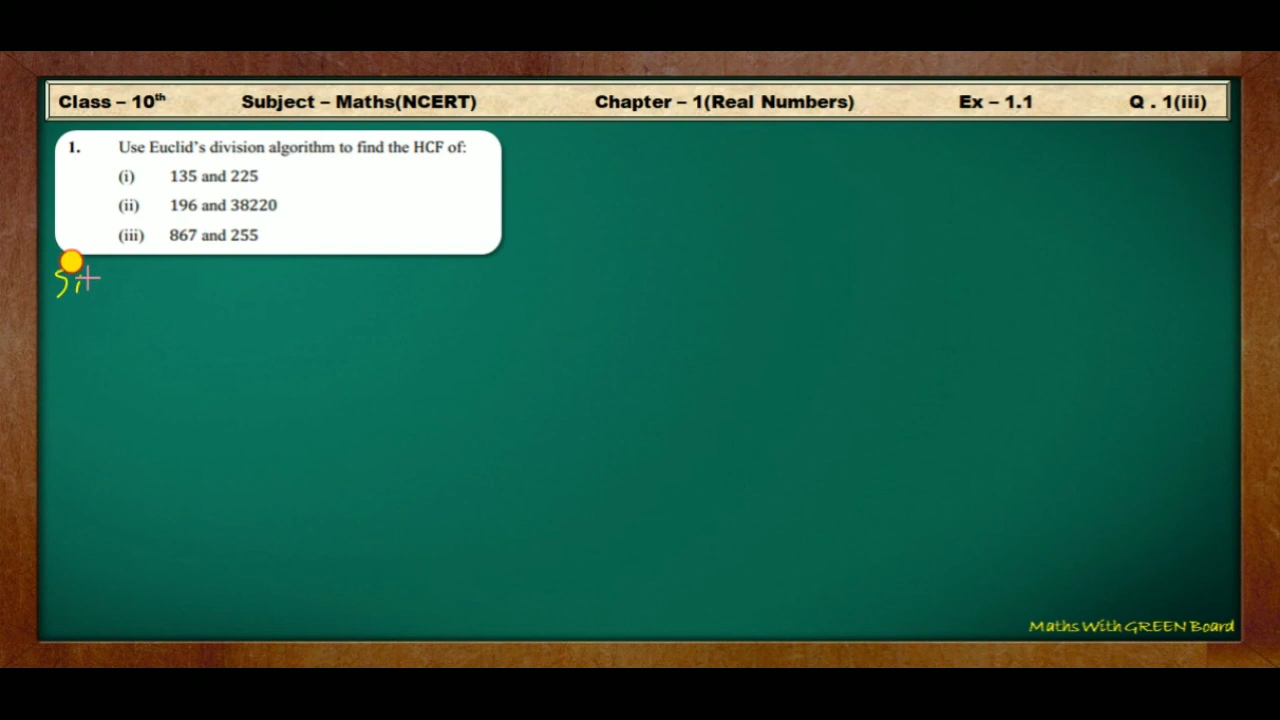 Class – 10th Subject – Maths(NCERT) Chapter – 1(Real Numbers) Ex – 1.1 Q . 1(iii)
1. Use Euclid's division algorithm to find the HCF of:
(i) 135 and 225
(ii) 196 and 38220
(iii) 867 and 255
Maths With GREEN Board